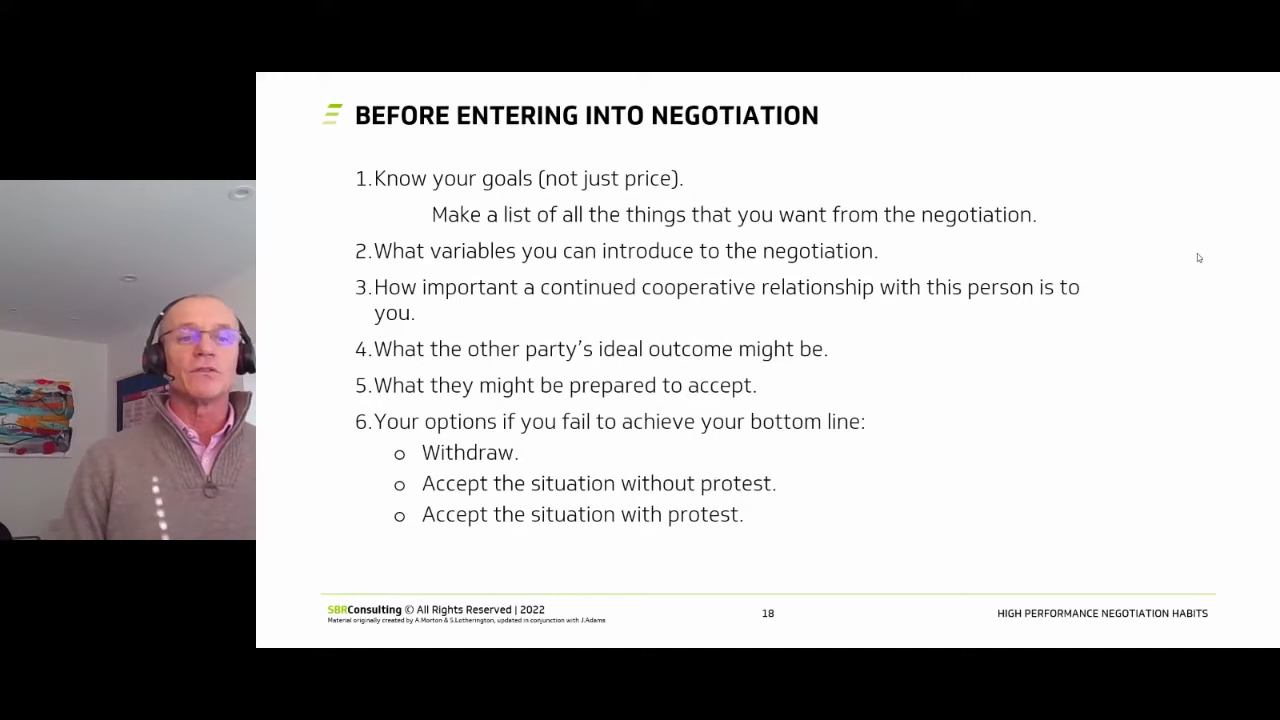 BEFORE ENTERING INTO NEGOTIATION
1.Know your goals (not just price).
Make a list of all the things that you want from the negotiation.
2.What variables you can introduce to the negotiation.
3.How important a continued cooperative relationship with this person is to
you.
4.What the other party’s ideal outcome might be.
5.What they might be prepared to accept.
6.Your options if you fail to achieve your bottom line:
o Withdraw.
o Accept the situation without protest.
o Accept the situation with protest.
SBRConsulting © All Rights Reserved | 2022
Material originally created by A.Morton & S.Lotherington, updated in conjunction with J.Adams
18
HIGH PERFORMANCE NEGOTIATION HABITS